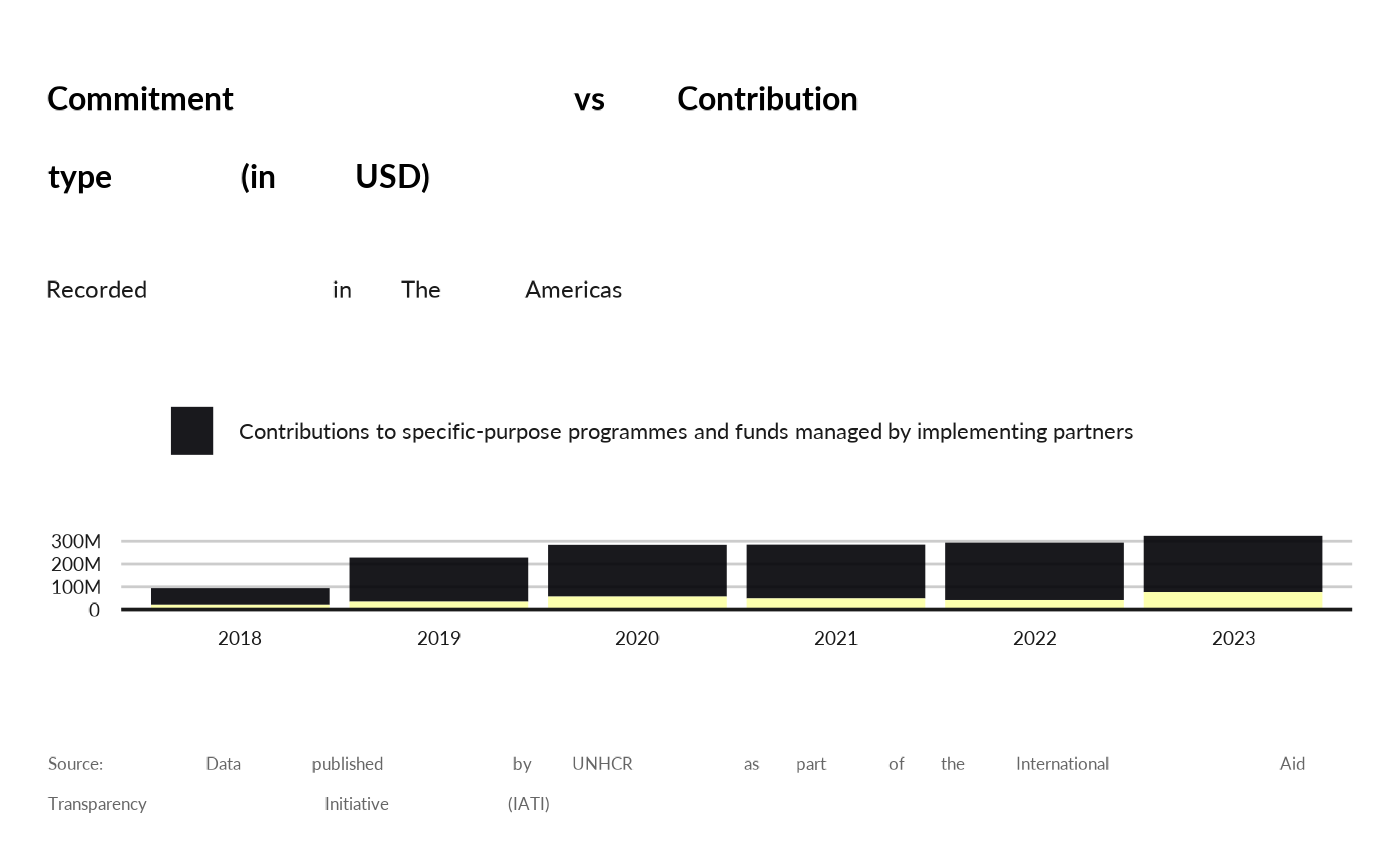 Commitment vs Contribution
type (in USD)
Recorded in The Americas
Contributions to specific-purpose programmes and funds managed by implementing partners
300M
200M
100M
0
2018 2019 2020 2021 2022 2023
Source: Data published by UNHCR as part of the International Aid
Transparency Initiative (IATI)